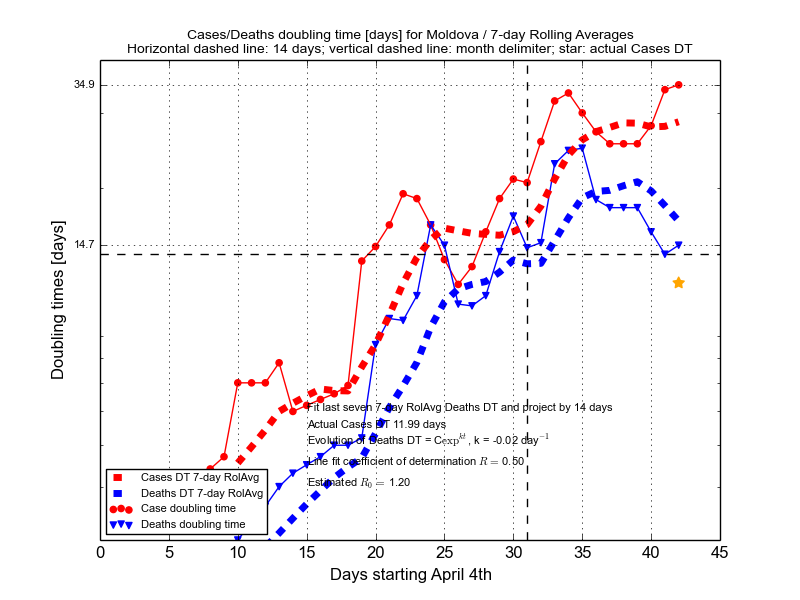 Cases/Deaths doubling time [days] for Moldova / 7-day Rolling Averages
Horizontal dashed line: 14 days; vertical dashed line: month delimiter; star: actual Cases DT
34.9
14.7
Doubling times [days]
Fit last seven 7-day RolAvg Deaths DT and project by 14 days
Actual Cases DT 11.99 days
Evolution of Deaths DT = C exp^{kt}, k = -0.02 day^{-1}
Line fit coefficient of determination R = 0.50
Estimated R_0 = 1.20
Cases DT 7-day RolAvg
Deaths DT 7-day RolAvg
Case doubling time
Deaths doubling time
0 5 10 15 20 25 30 35 40 45
Days starting April 4th